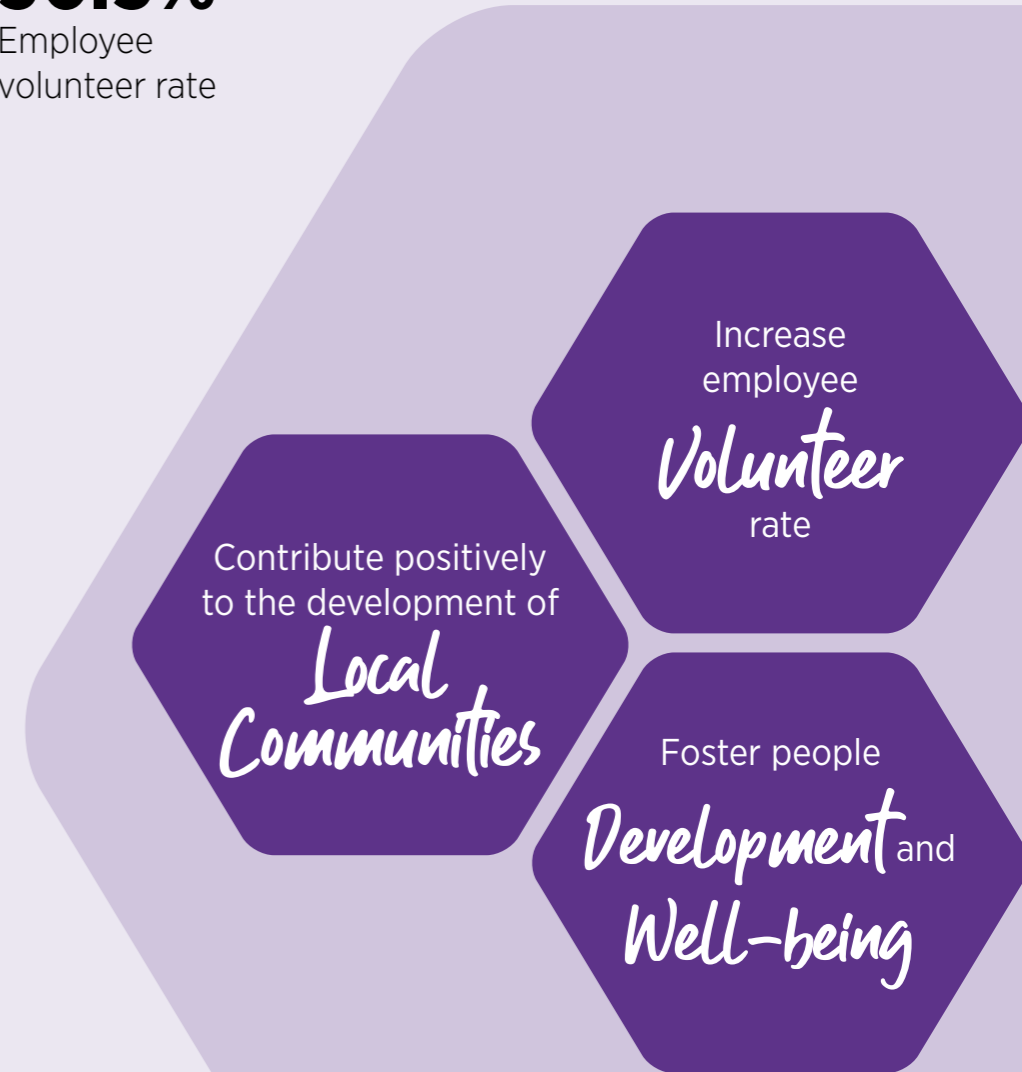 Employee
volunteer rate
Increase
employee
Volunteer
rate
Contribute positively
to the development of
Local
Communities
Foster people
Development and
Well-being